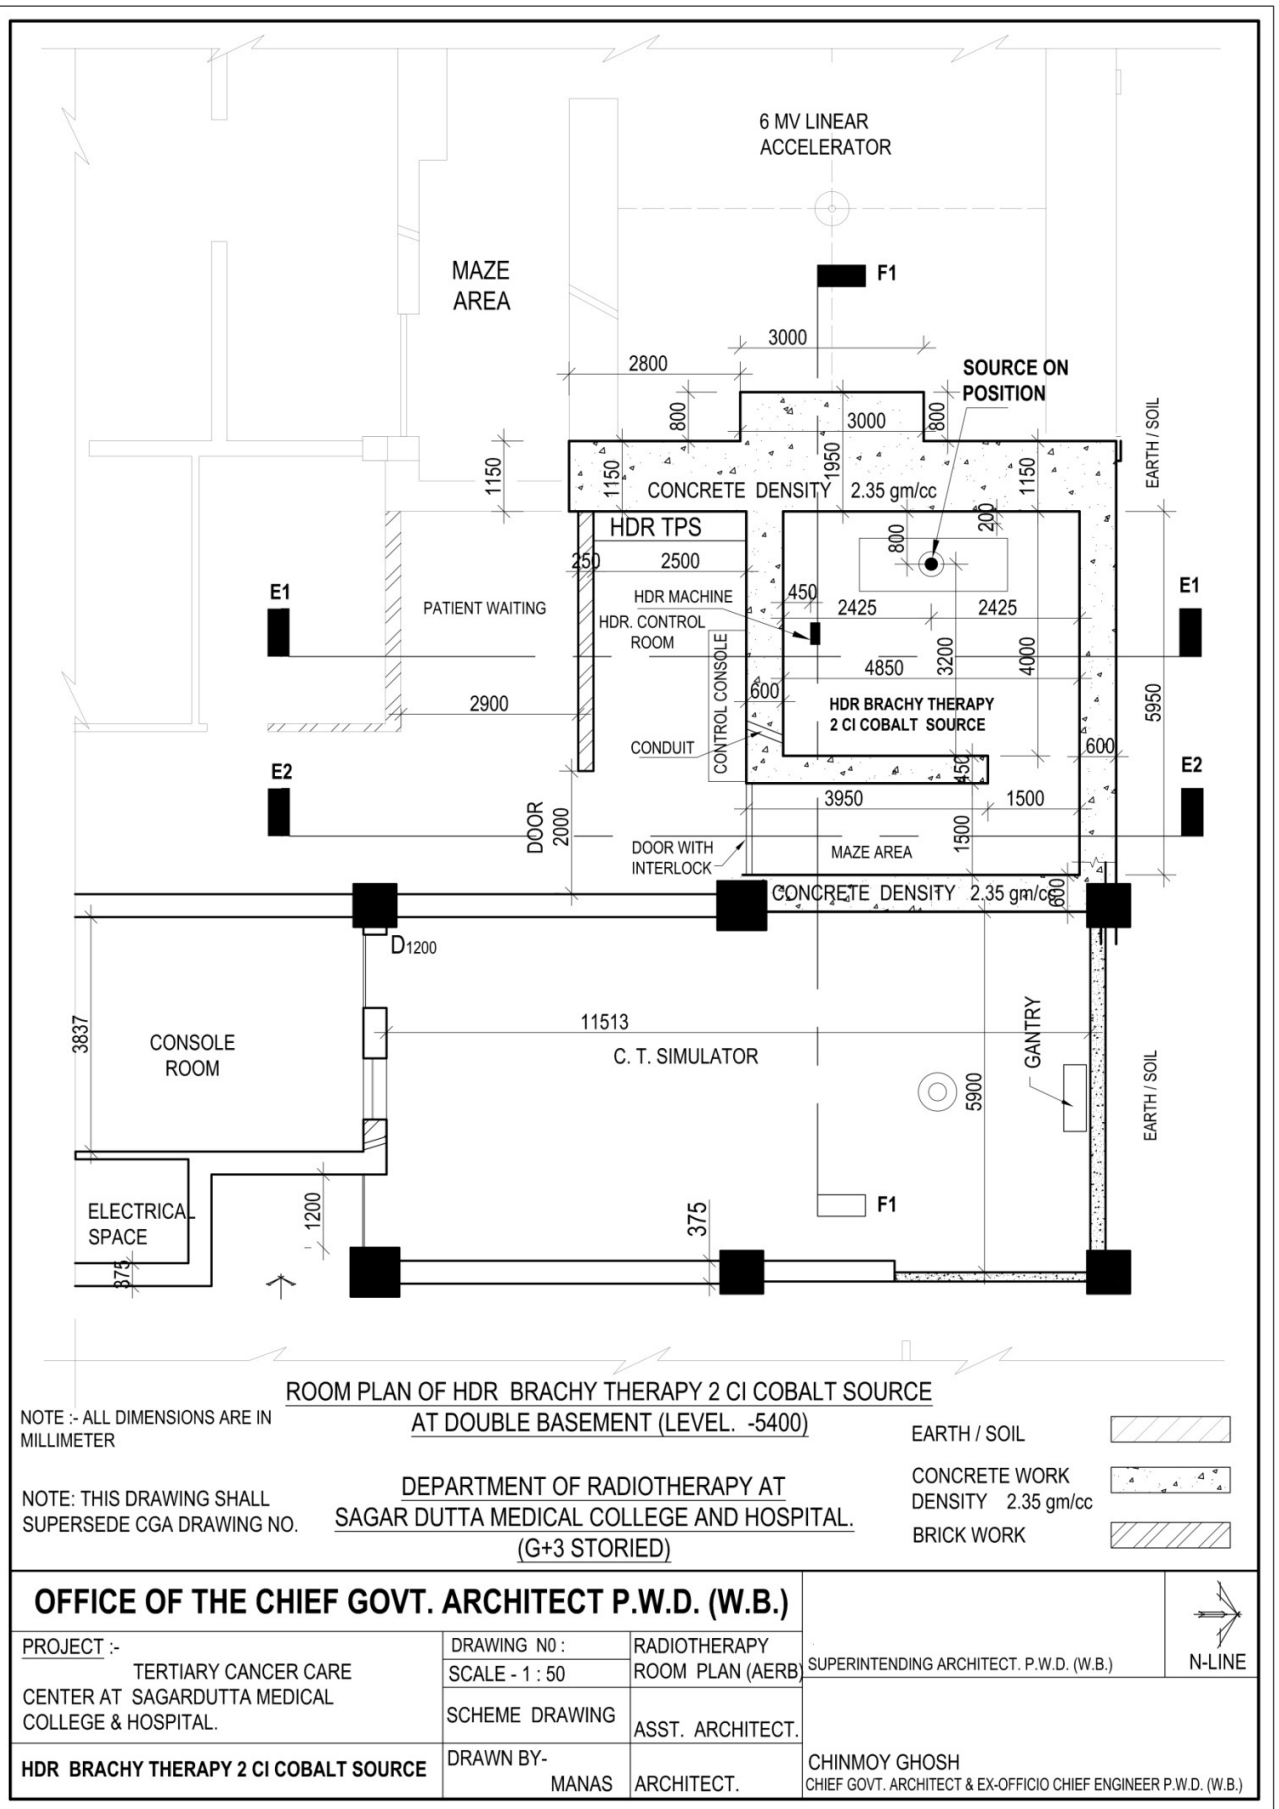 6 MV LINEAR
ACCELERATOR
MAZE
AREA
F1
3000
2800
SOURCE ON
POSITION
800
3000
800
1950
EARTH / SOIL
1150
1150
1150
CONCRETE DENSITY 2.35 gm/cc
HDR TPS
200
800
250
2500
E1
PATIENT WAITING
HDR MACHINE
450
2425
2425
E1
HDR. CONTROL
ROOM
CONTROL CONSOLE
3200
4000
4850
600
2900
HDR BRACHY THERAPY
2 CI COBALT SOURCE
5950
CONDUIT
600
E2
450
E2
3950
1500
DOOR
2000
DOOR WITH
INTERLOCK
MAZE AREA
1500
CONCRETE DENSITY 2.35 gm/cc
600
D1200
3837
CONSOLE
ROOM
11513
C. T. SIMULATOR
GANTRY
5900
EARTH / SOIL
ELECTRICAL
SPACE
1200
375
F1
375
ROOM PLAN OF HDR BRACHY THERAPY 2 CI COBALT SOURCE
AT DOUBLE BASEMENT (LEVEL. -5400)
NOTE :- ALL DIMENSIONS ARE IN
MILLIMETER
DEPARTMENT OF RADIOTHERAPY AT
SAGAR DUTTA MEDICAL COLLEGE AND HOSPITAL.
(G+3 STORIED)
NOTE: THIS DRAWING SHALL
SUPERSEDE CGA DRAWING NO.
EARTH / SOIL
CONCRETE WORK
DENSITY 2.35 gm/cc
BRICK WORK
OFFICE OF THE CHIEF GOVT. ARCHITECT P.W.D. (W.B.)
PROJECT :-
TERTIARY CANCER CARE
CENTER AT SAGARDUTTA MEDICAL
COLLEGE & HOSPITAL.
HDR BRACHY THERAPY 2 CI COBALT SOURCE
DRAWING N0 :
SCALE - 1 : 50
SCHEME DRAWING
DRAWN BY-
MANAS
RADIOTHERAPY
ROOM PLAN (AERB)
ASST. ARCHITECT.
ARCHITECT.
SUPERINTENDING ARCHITECT. P.W.D. (W.B.)
N-LINE
CHINMOY GHOSH
CHIEF GOVT. ARCHITECT & EX-OFFICIO CHIEF ENGINEER P.W.D. (W.B.)